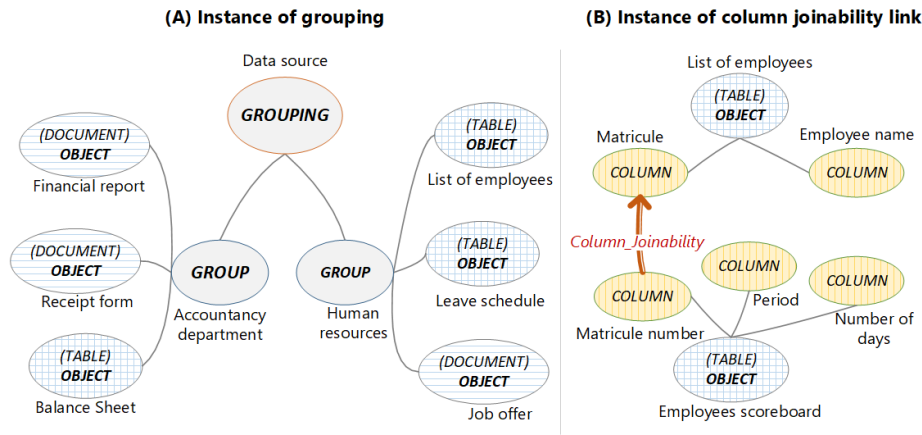 (A) Instance of grouping
Data source
GROUPING
(DOCUMENT)
OBJECT
Financial report
(DOCUMENT)
OBJECT
Receipt form
(TABLE)
OBJECT
Balance Sheet
GROUP
Accountancy
department
GROUP
Human
resources
(TABLE)
OBJECT
List of employees
(TABLE)
OBJECT
Leave schedule
(DOCUMENT)
OBJECT
Job offer
(B) Instance of column joinability link
List of employees
(TABLE)
OBJECT
Matricule
COLUMN
Employee name
COLUMN
Column_Joinability
COLUMN
Matricule number
COLUMN
Period
COLUMN
Number of
days
(TABLE)
OBJECT
Employees scoreboard